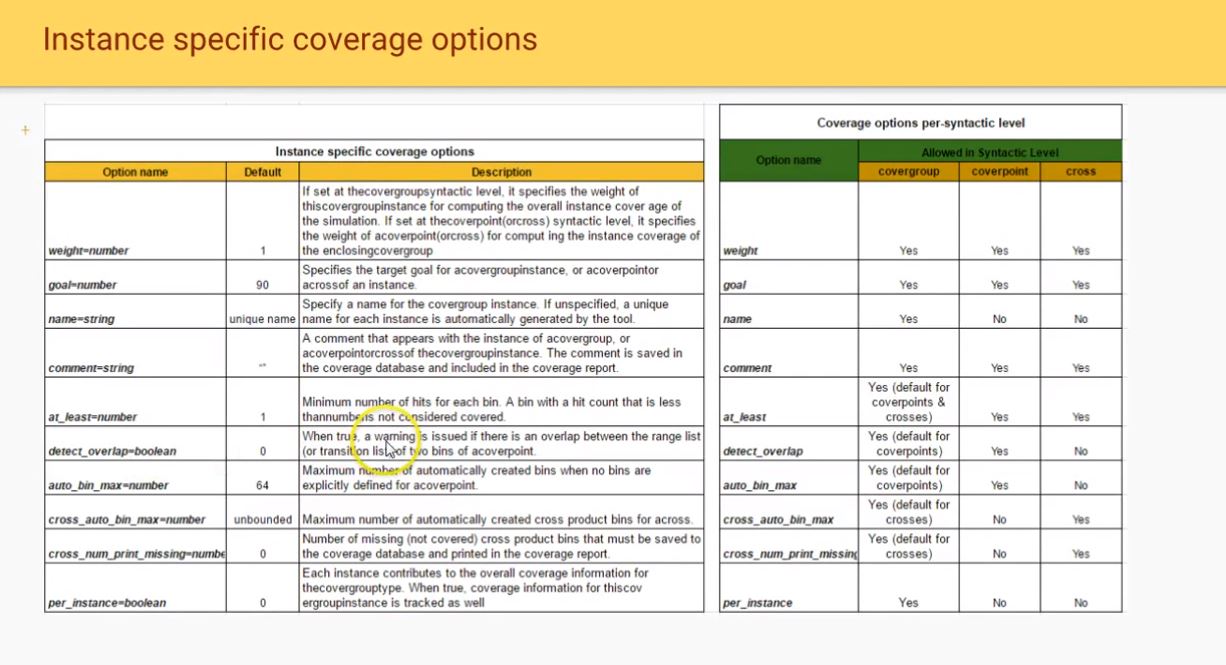 Instance specific coverage options
+
Instance specific coverage options
Option name Default Description
If set at thecovergroupsyntactic level, it specifies the weight of
thiscovergroupinstance for computing the overall instance cover age of
the simulation. If set at thecoverpoint(orcross) syntactic level, it specifies
the weight of acoverpoint(orcross) for comput ing the instance coverage of
weight=number 1 the enclosingcovergroup
Specifies the target goal for acovergroupinstance, or acoverpointor
goal=number 90 acrossof an instance.
Specify a name for the covergroup instance. If unspecified, a unique
name=string unique name name for each instance is automatically generated by the tool.
A comment that appears with the instance of acovergroup, or
acoverpointorcrossof thecovergroupinstance. The comment is saved in
comment=string "" the coverage database and included in the coverage report.
Minimum number of hits for each bin. A bin with a hit count that is less
at_least=number 1 thannumberis not considered covered.
When true, a warning is issued if there is an overlap between the range list
detect_overlap=boolean 0 (or transition list) of two bins of acoverpoint.
Maximum number of automatically created bins when no bins are
auto_bin_max=number 64 explicitly defined for acoverpoint.
cross_auto_bin_max=number unbounded Maximum number of automatically created cross product bins for across.
Number of missing (not covered) cross product bins that must be saved to
cross_num_print_missing=numbe 0 the coverage database and printed in the coverage report.
Each instance contributes to the overall coverage information for
thecovergrouptype. When true, coverage information for thiscov
per_instance=boolean 0 ergroupinstance is tracked as well
Coverage options per-syntactic level
Option name Allowed in Syntactic Level
covergroup coverpoint cross
weight Yes Yes Yes
goal Yes Yes Yes
name Yes No No
comment Yes Yes Yes
Yes (default for
coverpoints &
at_least crosses) Yes Yes
Yes (default for
detect_overlap coverpoints) Yes No
Yes (default for
auto_bin_max coverpoints) Yes No
Yes (default for
cross_auto_bin_max crosses) No Yes
Yes (default for
cross_num_print_missing crosses) No Yes
per_instance Yes No No